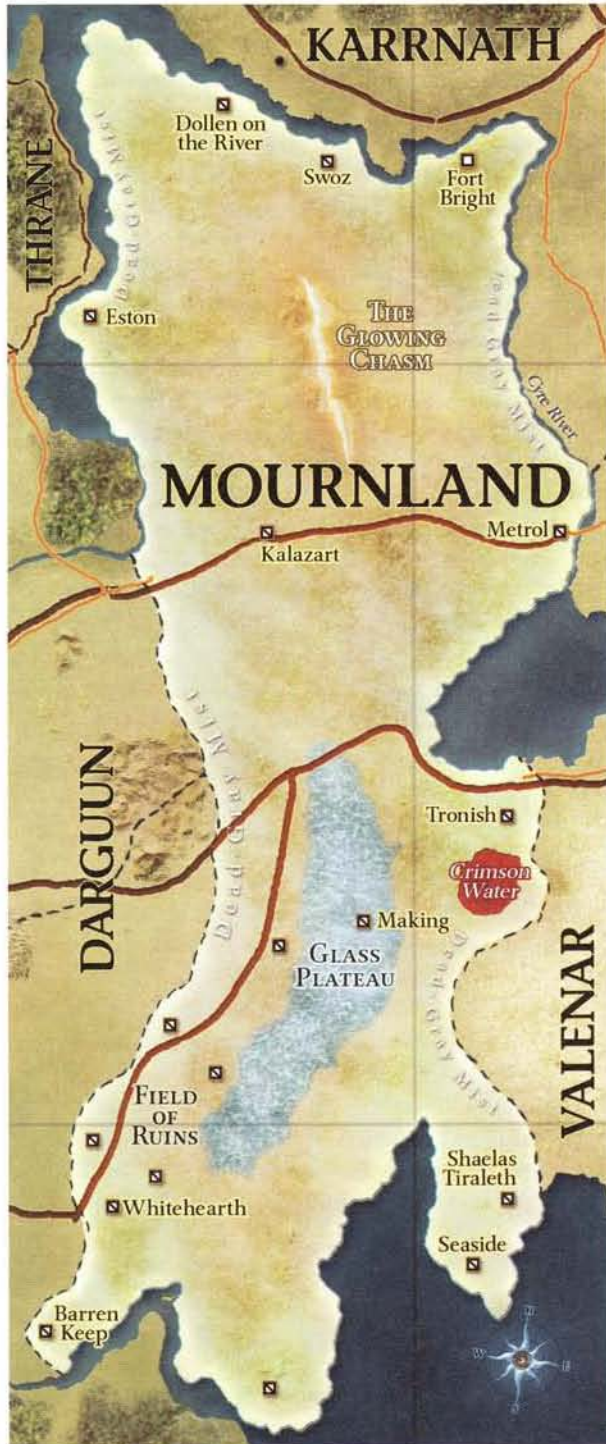 KARRNATH
Dollen on
the River
Swoz
Fort
Bright
THRANE
Dead Gray Mist
Eston
THE
GLOWING
CHASM
Dead Gray Mist
Cyre River
MOURNLAND
Kalazart
Metrol
Dead Gray Mist
DARGUUN
Tronish
Crimson
Water
Making
GLASS
PLATEAU
Dead Gray Mist
VALENAR
FIELD
OF
RUINS
Shaelas
Tiraleth
Whitehearth
Seaside
Barren
Keep
N
W
E
S